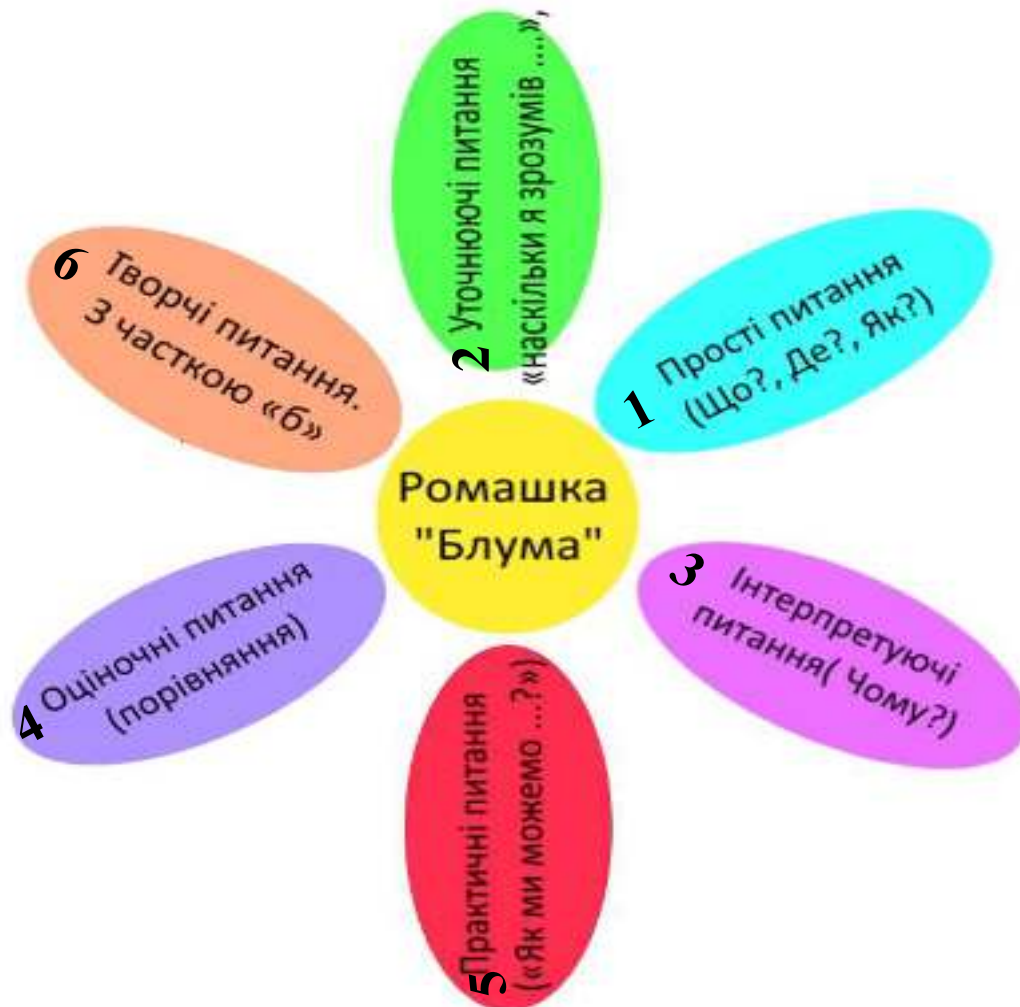 Ромашка
"Блума"
1 Прості питання
(Що?, Де?, Як?)
2 Уточнюючі питання
«наскільки я зрозумів ....»,
3 Інтерпретуючі
питання( Чому?)
4 Оціночні питання
(порівняння)
5 Практичні питання
(«Як ми можемо ...?»)
6 Творчі питання.
З часткою «б»